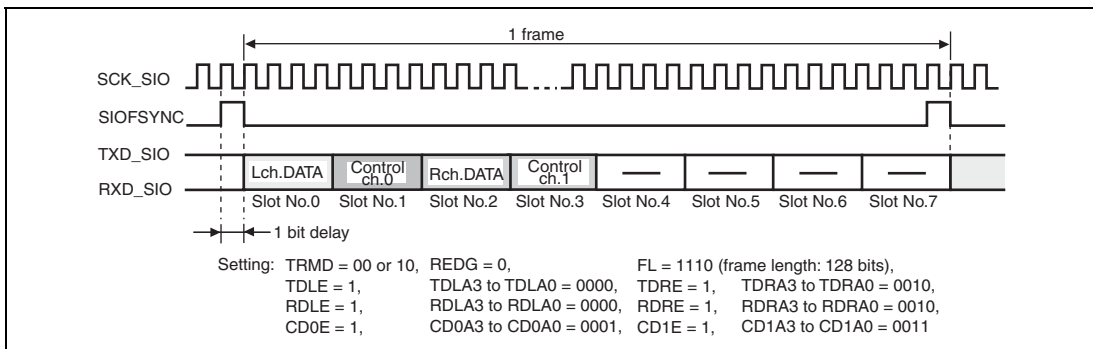 1 frame
SCK_SIO
SIOFSYNC
TXD_SIO
RXD_SIO
Lch.DATA Control ch.0 Rch.DATA Control ch.1 — — — —
Slot No.0 Slot No.1 Slot No.2 Slot No.3 Slot No.4 Slot No.5 Slot No.6 Slot No.7
1 bit delay
Setting: TRMD = 00 or 10, REDG = 0, FL = 1110 (frame length: 128 bits),
TDLE = 1, TDLA3 to TDLA0 = 0000, TDRE = 1, TDRA3 to TDRA0 = 0010,
RDLE = 1, RDLA3 to RDLA0 = 0000, RDRE = 1, RDRA3 to RDRA0 = 0010,
CD0E = 1, CD0A3 to CD0A0 = 0001, CD1E = 1, CD1A3 to CD1A0 = 0011